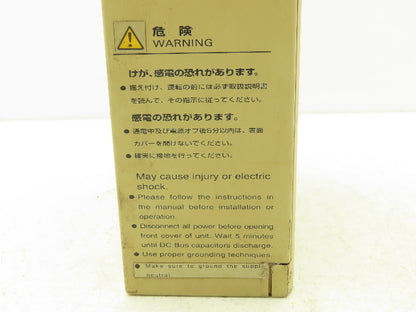 危 険
WARNING
けが、感電の恐れがあります。
● 据え付け、運転の前には必ず取扱説明書
を読んで、その指示に従ってください。
感電の恐れがあります。
● 通電中及び電源オフ後5分以内は、表面
カバーを開けないでください。
● 確実に接地を行ってください。
May cause injury or electric
shock.
● Please follow the instructions in
the manual before installation or
operation.
● Disconnect all power before opening
front cover of unit. Wait 5 minutes
until DC Bus capacitors discharge.
● Use proper grounding techniques.
● Make sure to ground the supply
neutral.